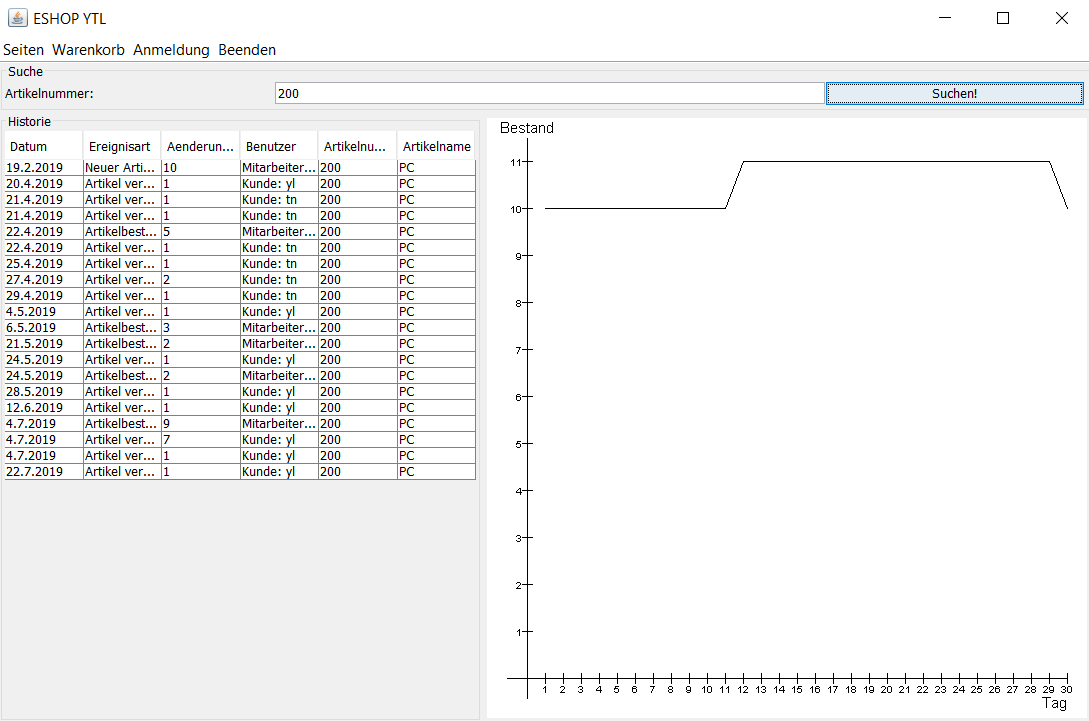 ESHOP YTL
Seiten Warenkorb Anmeldung Beenden
Suche
Artikelnummer: 200 Suchen!
Historie
Datum Ereignisart Aenderun... Benutzer Artikelnu... Artikelname
19.2.2019 Neuer Arti... 10 Mitarbeiter... 200 PC
20.4.2019 Artikel ver... 1 Kunde: yl 200 PC
21.4.2019 Artikel ver... 1 Kunde: tn 200 PC
21.4.2019 Artikel ver... 1 Kunde: tn 200 PC
22.4.2019 Artikelbest... 5 Mitarbeiter... 200 PC
22.4.2019 Artikel ver... 1 Kunde: tn 200 PC
25.4.2019 Artikel ver... 1 Kunde: tn 200 PC
27.4.2019 Artikel ver... 2 Kunde: tn 200 PC
29.4.2019 Artikel ver... 1 Kunde: tn 200 PC
4.5.2019 Artikel ver... 1 Kunde: yl 200 PC
6.5.2019 Artikelbest... 3 Mitarbeiter... 200 PC
21.5.2019 Artikelbest... 2 Mitarbeiter... 200 PC
24.5.2019 Artikel ver... 1 Kunde: yl 200 PC
24.5.2019 Artikelbest... 2 Mitarbeiter... 200 PC
28.5.2019 Artikel ver... 1 Kunde: yl 200 PC
12.6.2019 Artikel ver... 1 Kunde: yl 200 PC
4.7.2019 Artikelbest... 9 Mitarbeiter... 200 PC
4.7.2019 Artikel ver... 7 Kunde: yl 200 PC
4.7.2019 Artikel ver... 1 Kunde: yl 200 PC
22.7.2019 Artikel ver... 1 Kunde: yl 200 PC
Bestand
11
10
9
8
7
6
5
4
3
2
1
1 2 3 4 5 6 7 8 9 10 11 12 13 14 15 16 17 18 19 20 21 22 23 24 25 26 27 28 29 30
Tag